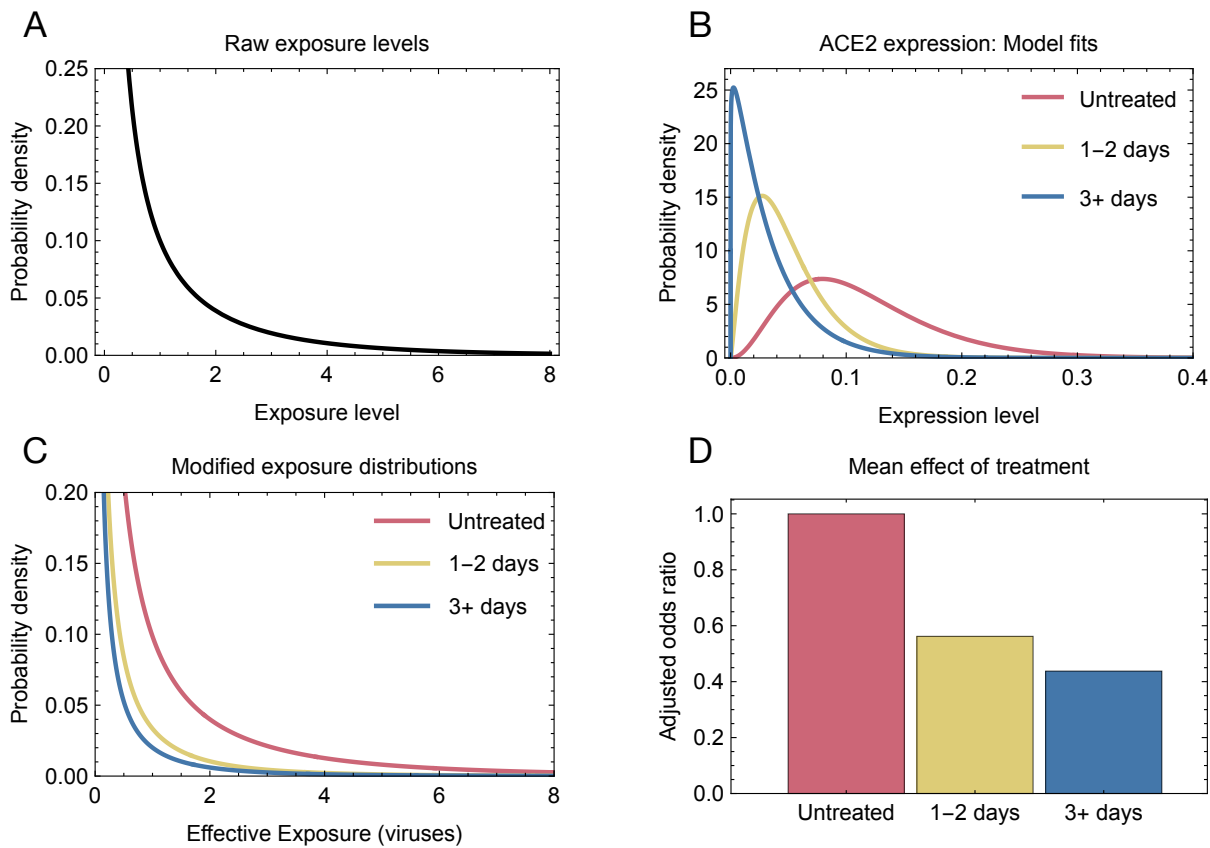 A
Raw exposure levels
0.25
0.20
0.15
0.10
0.05
0.00
Probability density
0 2 4 6 8
Exposure level
B
ACE2 expression: Model fits
25
20
15
10
5
0
Probability density
Untreated
1–2 days
3+ days
0.0 0.1 0.2 0.3 0.4
Expression level
C
Modified exposure distributions
0.20
0.15
0.10
0.05
0.00
Probability density
Untreated
1–2 days
3+ days
0 2 4 6 8
Effective Exposure (viruses)
D
Mean effect of treatment
1.0
0.8
0.6
0.4
0.2
0.0
Adjusted odds ratio
Untreated 1–2 days 3+ days